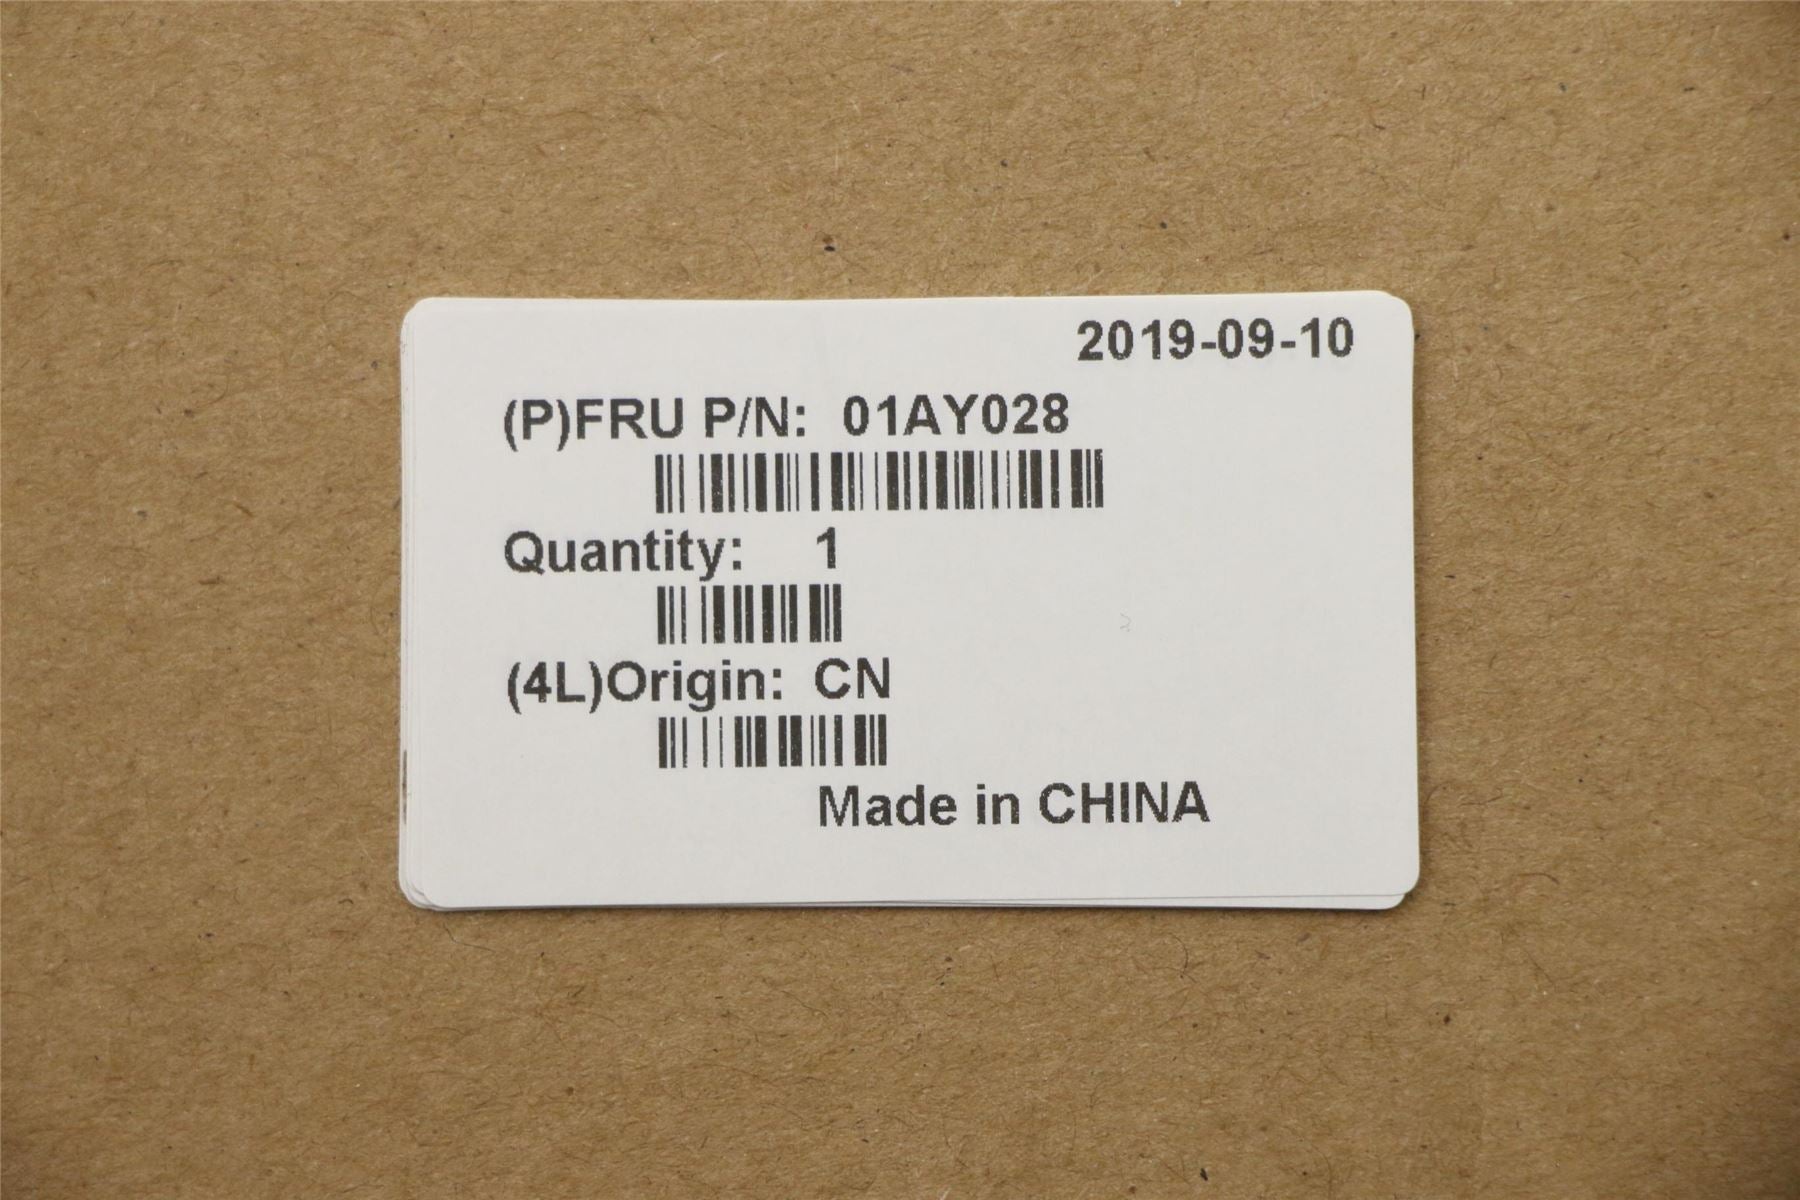 2019-09-10
(P)FRU P/N: 01AY028
Quantity: 1
(4L)Origin: CN
Made in CHINA